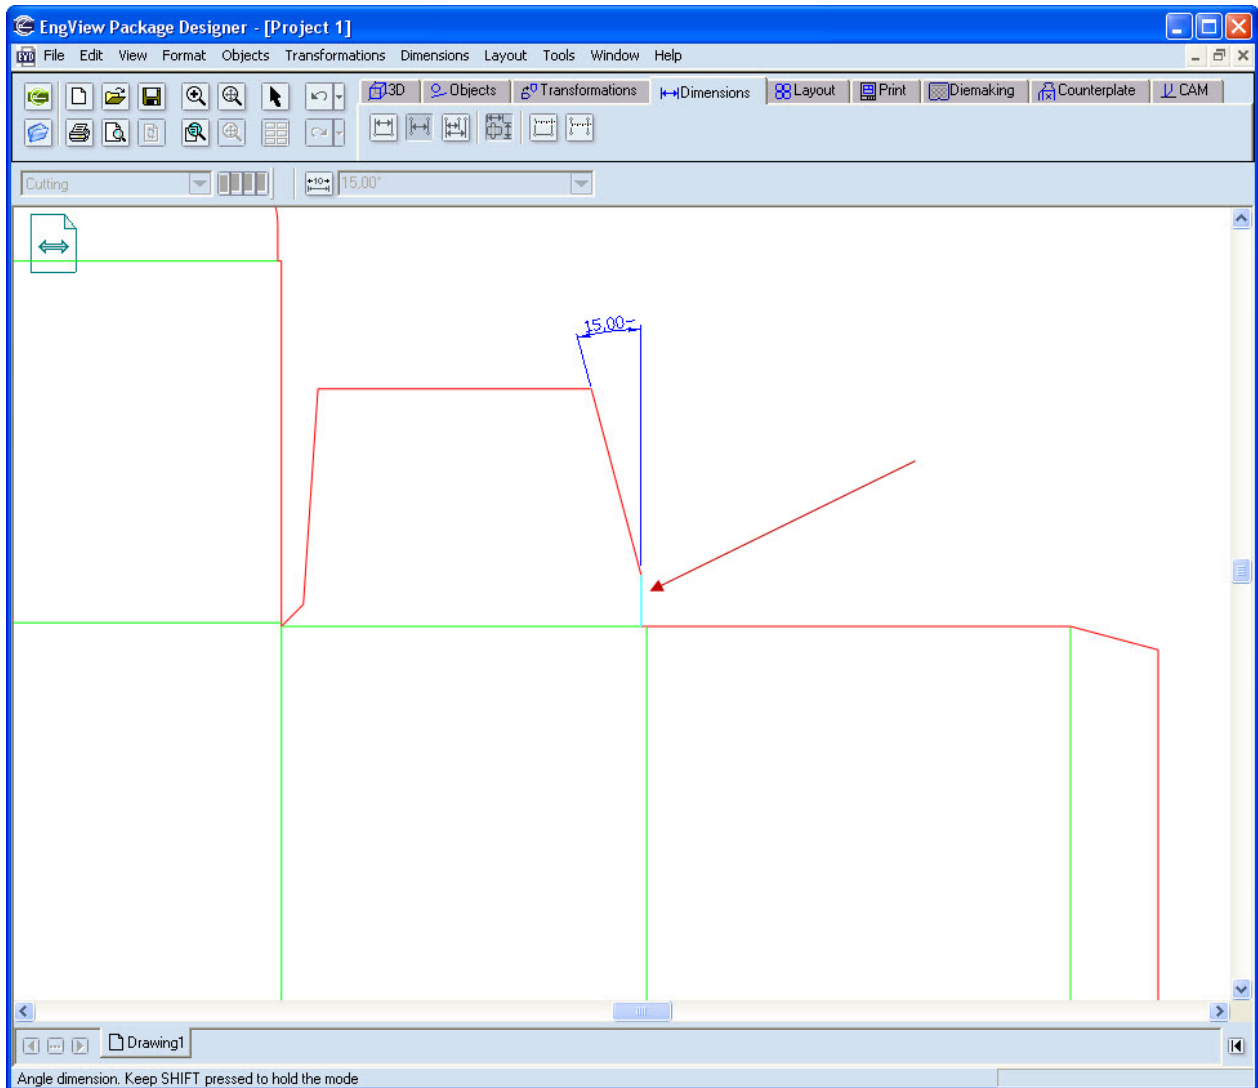 EngView Package Designer - [Project 1]
File Edit View Format Objects Transformations Dimensions Layout Tools Window Help
3D Objects Transformations Dimensions Layout Print Diemaking Counterplate CAM
Cutting 15,00°
15,00
Drawing1
Angle dimension. Keep SHIFT pressed to hold the mode